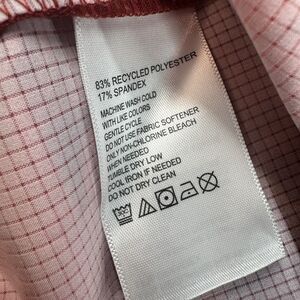 83% RECYCLED POLYESTER
17% SPANDEX
MACHINE WASH COLD
WITH LIKE COLORS
GENTLE CYCLE
DO NOT USE FABRIC SOFTENER
ONLY NON-CHLORINE BLEACH
WHEN NEEDED
TUMBLE DRY LOW
COOL IRON IF NEEDED
DO NOT DRY CLEAN